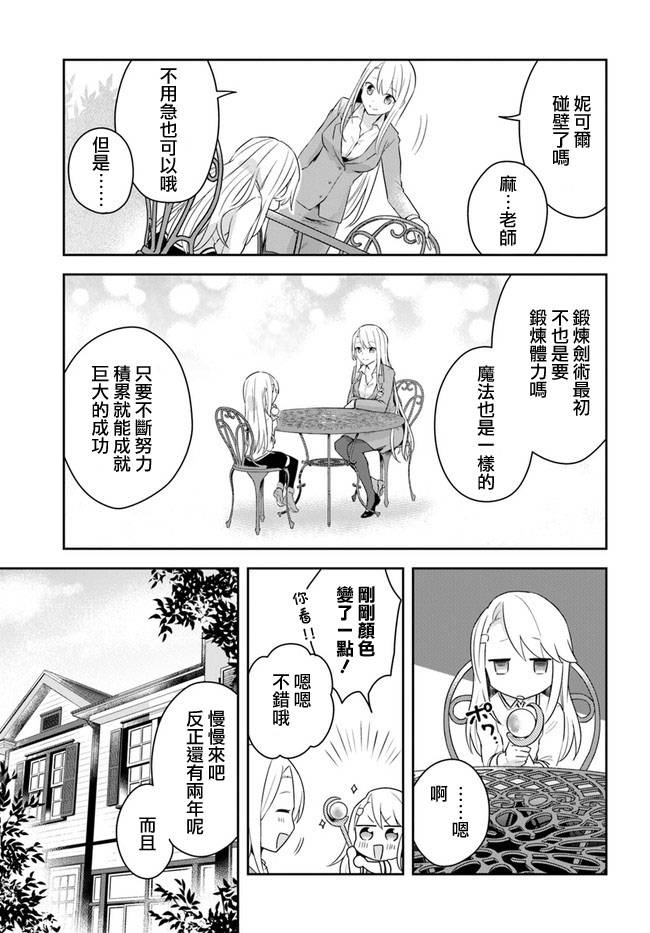 妮可爾
碰壁了嗎
麻…老師
不用急也可以哦
但是……
鍛煉劍術最初
不也是要
鍛煉體力嗎
魔法也是一樣的
只要不斷努力
積累就能成就
巨大的成功
ポゥ…
……嗯
啊
剛剛顏色
變了一點！
你看!!
嗯嗯
不錯哦
慢慢來吧
反正還有兩年呢
而且